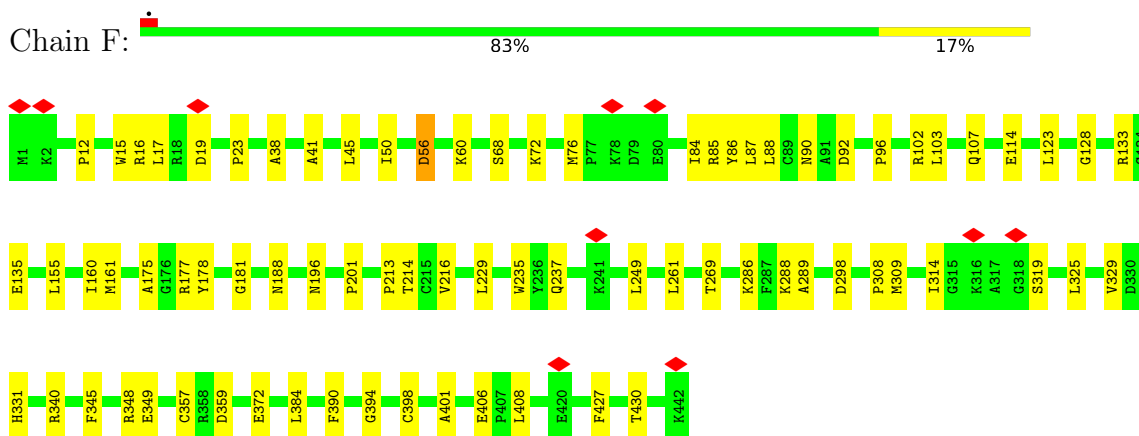 Chain F:
83% 17%
M1 K2 P12 W15 R16 L17 R18 D19 P23 A38 A41 L45 I50 D56 K60 S68 K72 M76 P77 K78 D79 E80 I84 R85 Y86 L87 L88 C89 N90 A91 D92 P96 R102 L103 Q107 E114 L123 G128 R133
E135 L155 I160 M161 A175 G176 R177 Y178 G181 N188 N196 P201 P213 T214 C215 V216 L229 W235 Y236 Q237 K241 L249 L261 T269 K286 F287 K288 A289 D298 P308 M309 I314 G315 K316 A317 G318 S319 L325 V329 D330
H331 R340 F345 R348 E349 C357 R358 D359 E372 L384 F390 G394 C398 A401 E406 P407 L408 E420 F427 T430 K442